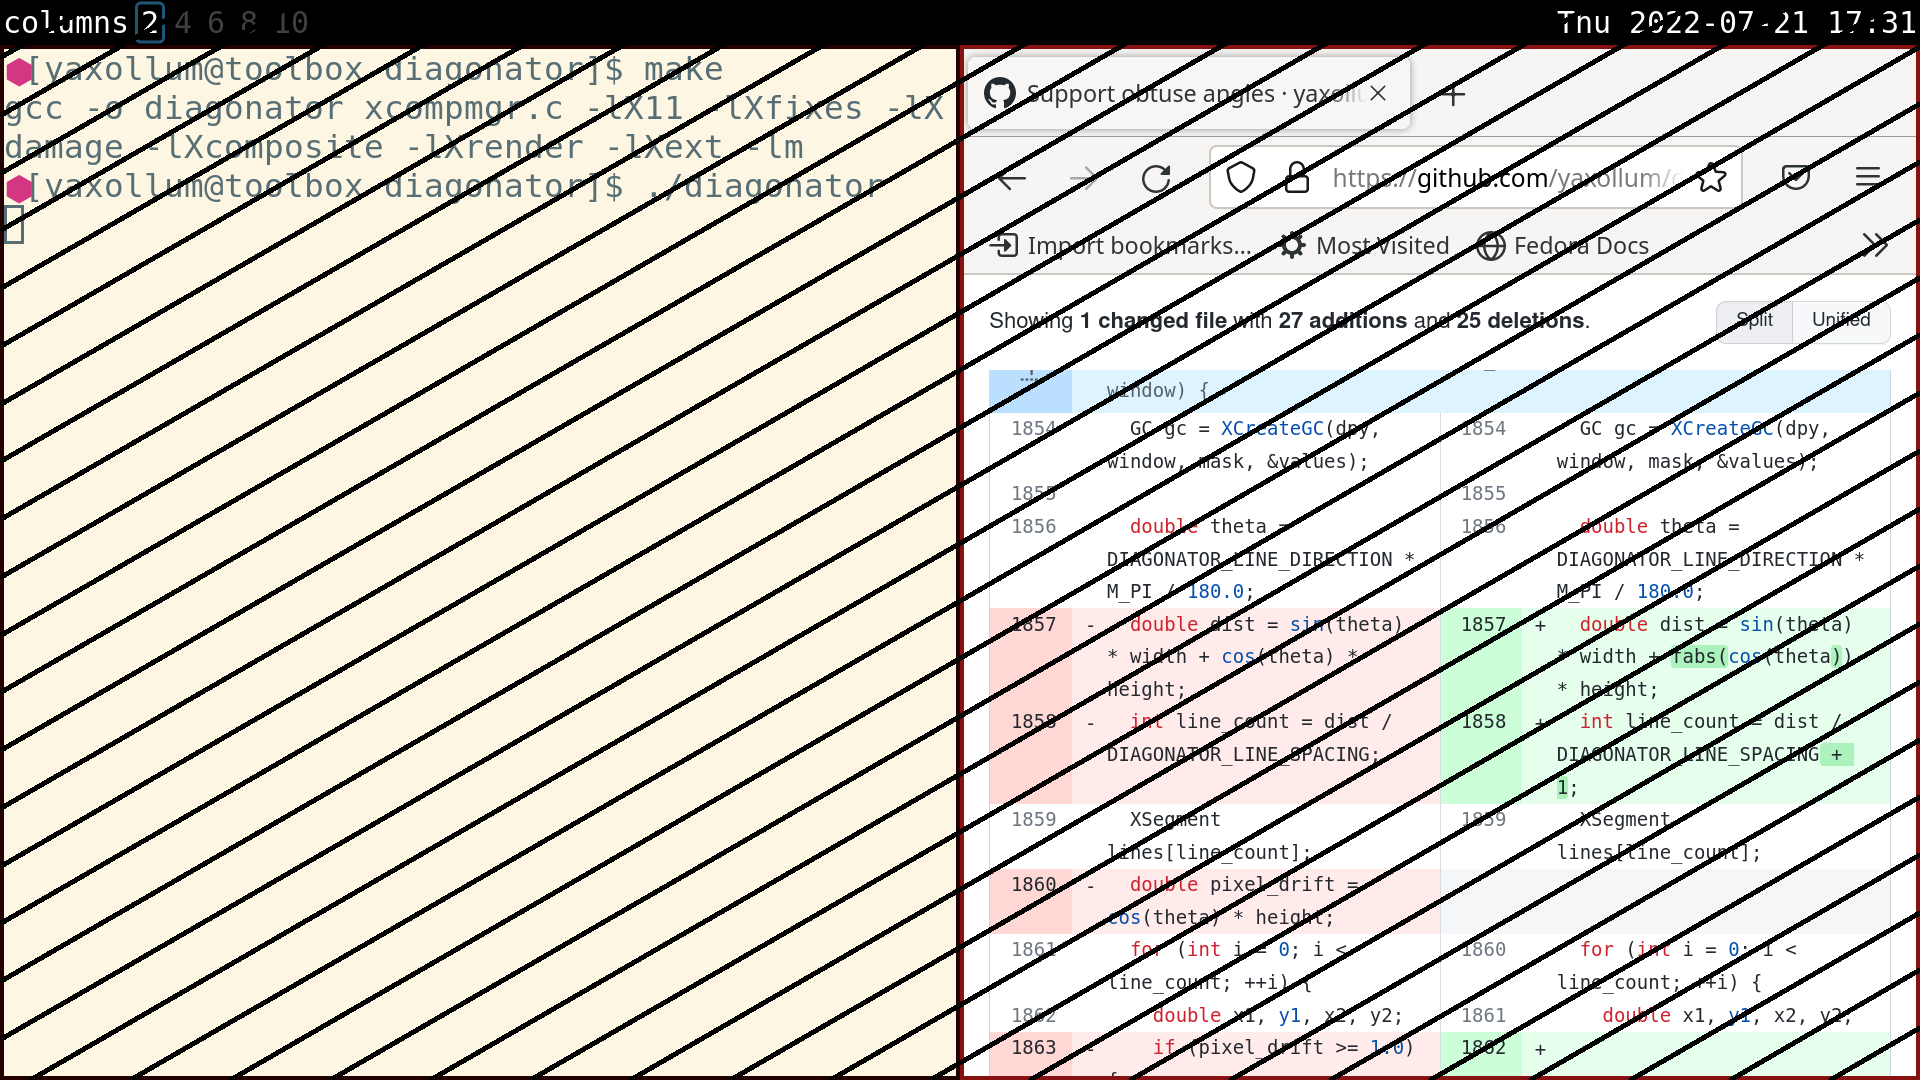 columns 2 4 6 8 10
Thu 2022-07-21 17:31
[yaxollum@toolbox diagonator]$ make
gcc -o diagonator xcompmgr.c -lX11 -lXfixes -lX
damage -lXcomposite -lXrender -lXext -lm
[yaxollum@toolbox diagonator]$ ./diagonator
Support obtuse angles · yaxoll
https://github.com/yaxollum/
Import bookmarks... Most Visited Fedora Docs
Showing 1 changed file with 27 additions and 25 deletions.
Split Unified
window) {
1854 GC gc = XCreateGC(dpy,
window, mask, &values);
1855
1856 double theta =
DIAGONATOR_LINE_DIRECTION *
M_PI / 180.0;
1857 - double dist = sin(theta)
* width + cos(theta) *
height;
1858 - int line_count = dist /
DIAGONATOR_LINE_SPACING;
1859 XSegment
lines[line_count];
1860 - double pixel_drift =
cos(theta) * height;
1861 for (int i = 0; i <
line_count; ++i) {
1862 double x1, y1, x2, y2;
1863 - if (pixel_drift >= 1.0)
1854 GC gc = XCreateGC(dpy,
window, mask, &values);
1855
1856 double theta =
DIAGONATOR_LINE_DIRECTION *
M_PI / 180.0;
1857 + double dist = sin(theta)
* width + fabs(cos(theta))
* height;
1858 + int line_count = dist /
DIAGONATOR_LINE_SPACING +
1;
1859 XSegment
lines[line_count];
1860 for (int i = 0; i <
line_count; ++i) {
1861 double x1, y1, x2, y2;
1862 +